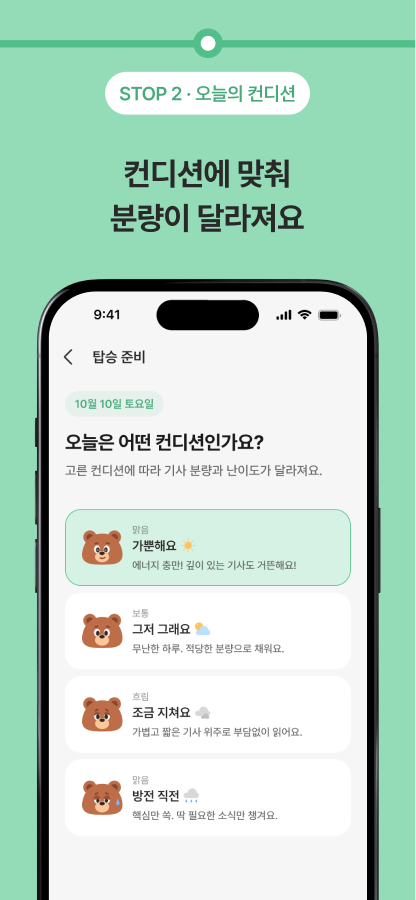 STOP 2 · 오늘의 컨디션
컨디션에 맞춰
분량이 달라져요
9:41
탑승 준비
10월 10일 토요일
오늘은 어떤 컨디션인가요?
고른 컨디션에 따라 기사 분량과 난이도가 달라져요.
맑음
가뿐해요
에너지 충만! 깊이 있는 기사도 거뜬해요!
보통
그저 그래요
무난한 하루. 적당한 분량으로 채워요.
흐림
조금 지쳐요
가볍고 짧은 기사 위주로 부담없이 읽어요.
맑음
방전 직전
핵심만 쏙. 딱 필요한 소식만 챙겨요.